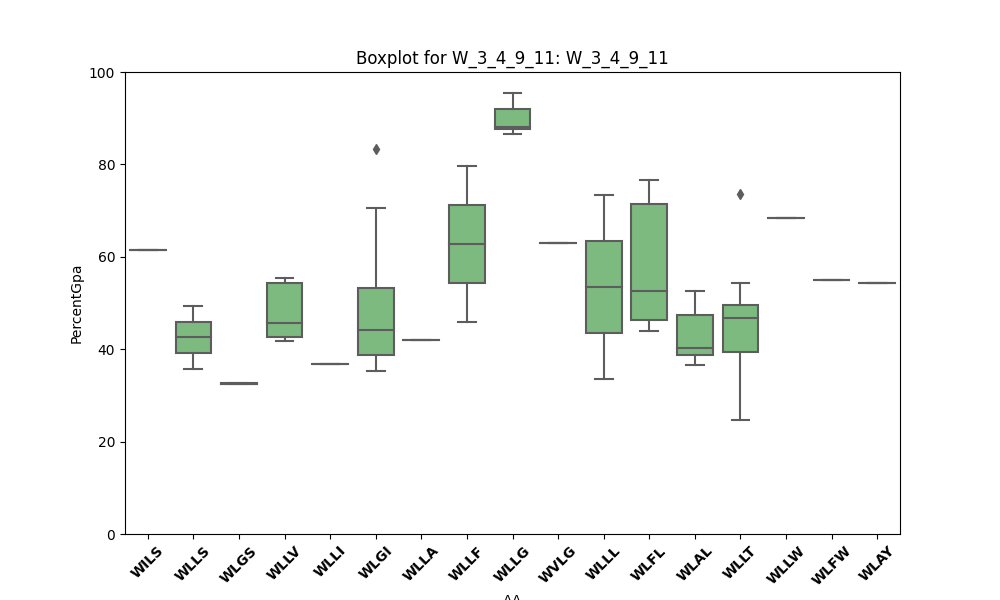 Boxplot for W_3_4_9_11: W_3_4_9_11
100
80
60
40
20
0
PercentGpa
WILS
WLLS
WLGS
WLLV
WLLI
WLGI
WLLA
WLLF
WLLG
WVLG
WLLL
WLFL
WLAL
WLLT
WLLW
WLFW
WLAY
AA